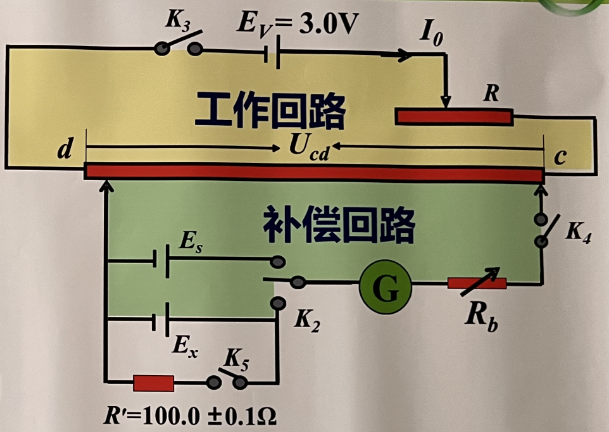 K3 EV= 3.0V I0
工作回路 R
d Ucd c
补偿回路
Es K4
G
K2 Rb
Ex K5
R'=100.0 ±0.1Ω